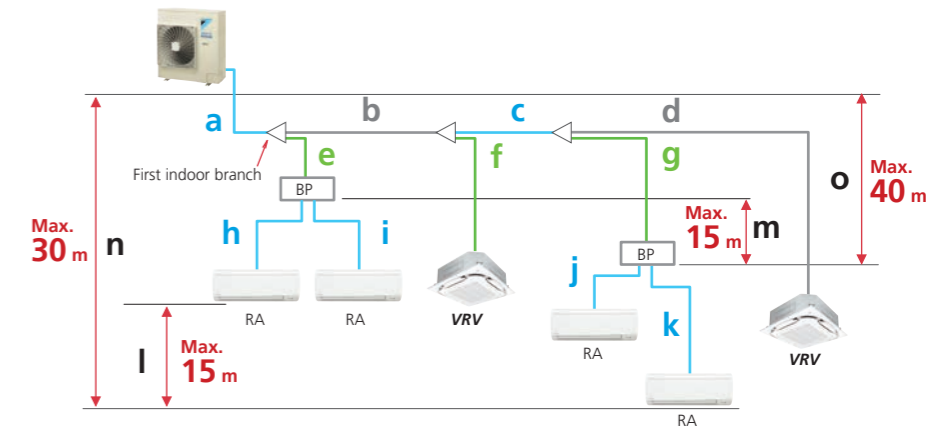 a
b
c
d
e
f
g
First indoor branch
BP
h
i
Max.
30 m
n
Max.
15 m
m
o
Max.
40 m
BP
j
k
RA
RA
VRV
RA
VRV
l
Max.
15 m
RA